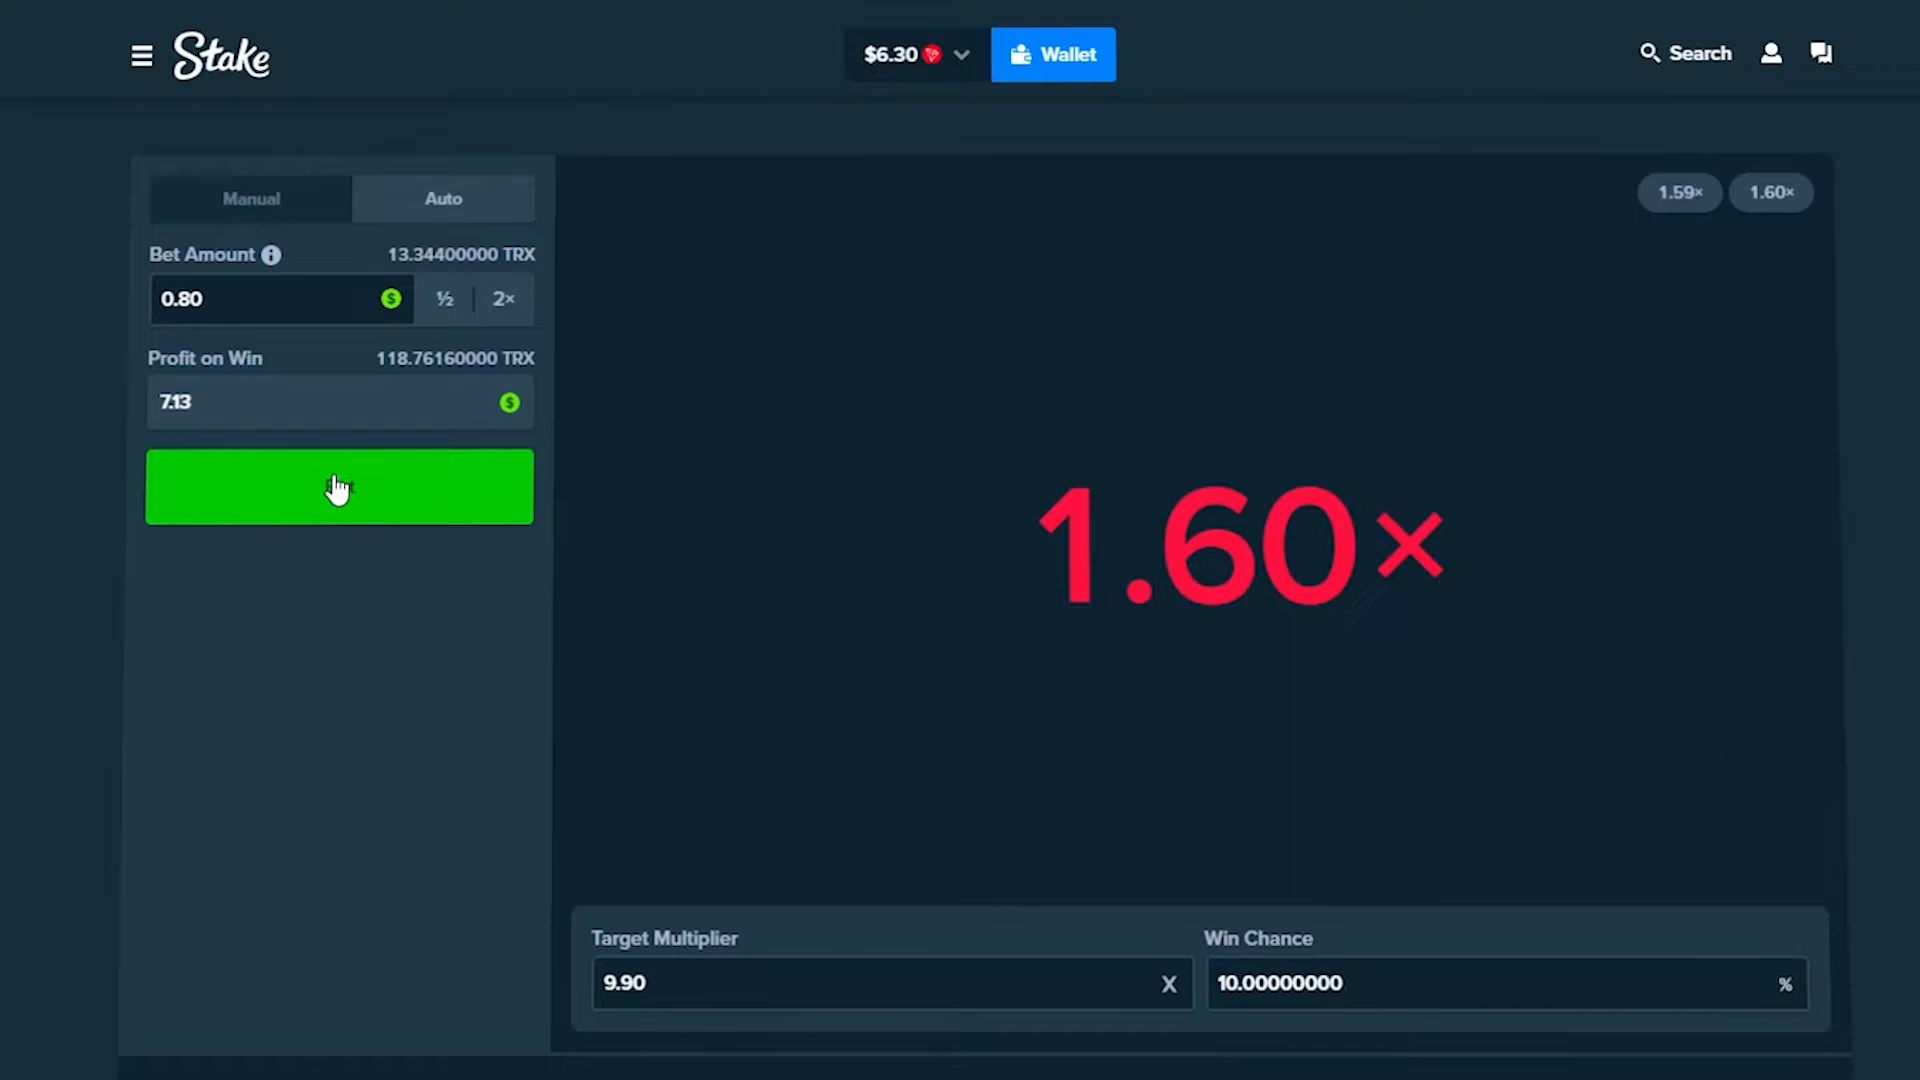 Stake
$6.30
Wallet
Search
Manual
Auto
1.59×
1.60×
Bet Amount
13.34400000 TRX
0.80
$
½
2×
Profit on Win
118.76160000 TRX
7.13
$
1.60×
Target Multiplier
Win Chance
9.90
X
10.00000000
%